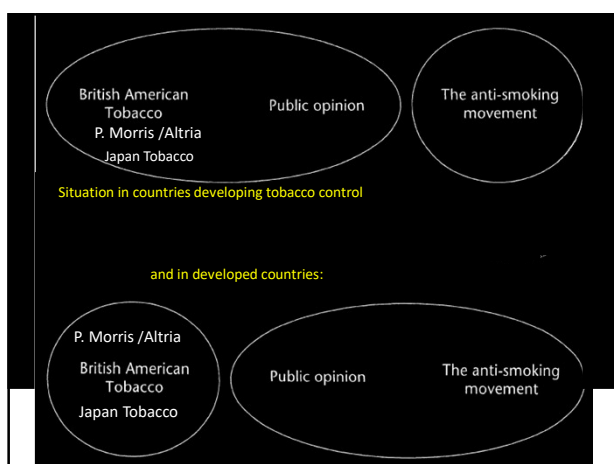 British American
Tobacco
P. Morris /Altria
Japan Tobacco
Public opinion
The anti-smoking
movement
Situation in countries developing tobacco control
and in developed countries:
P. Morris /Altria
British American
Tobacco
Japan Tobacco
Public opinion
The anti-smoking
movement